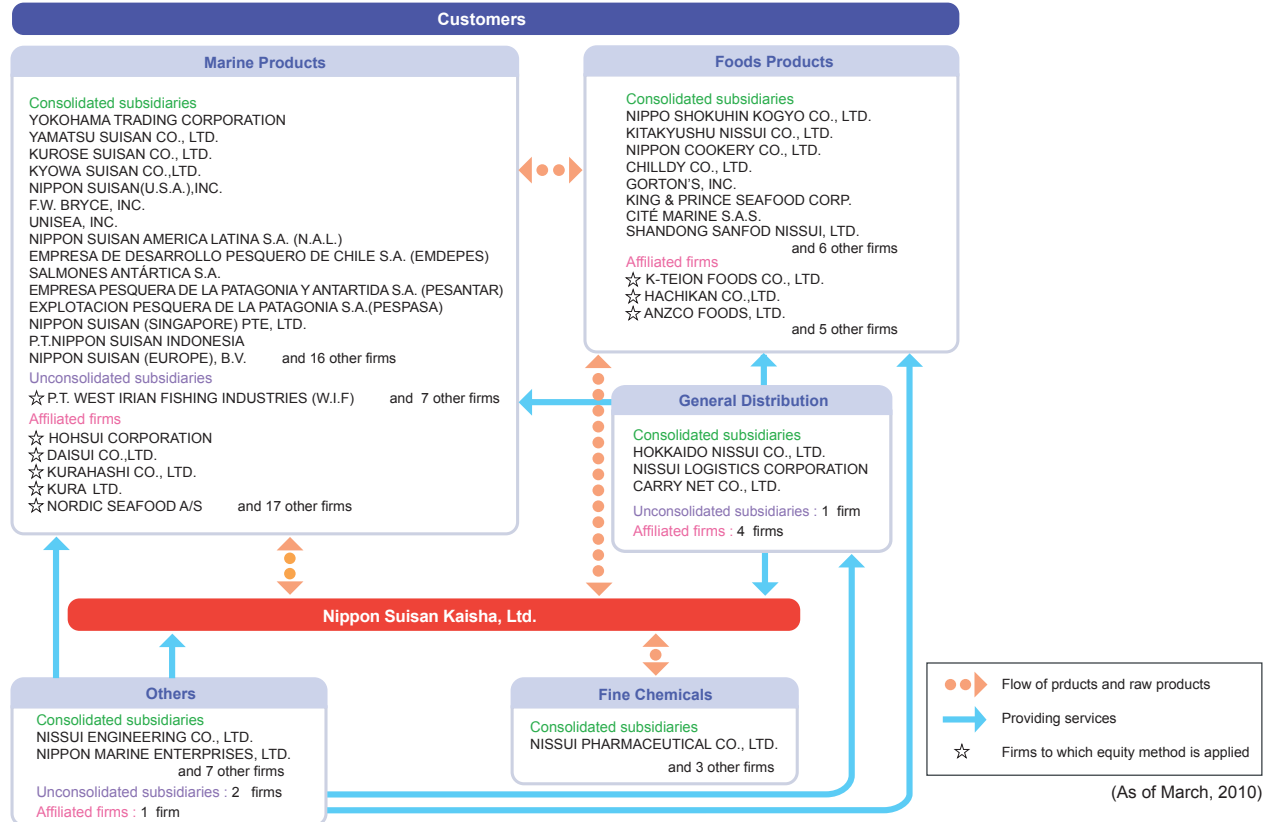 Customers
Marine Products
Consolidated subsidiaries
YOKOHAMA TRADING CORPORATION
YAMATSU SUISAN CO., LTD.
KUROSE SUISAN CO., LTD.
KYOWA SUISAN CO.,LTD.
NIPPON SUISAN(U.S.A.),INC.
F.W. BRYCE, INC.
UNISEA, INC.
NIPPON SUISAN AMERICA LATINA S.A. (N.A.L.)
EMPRESA DE DESARROLLO PESQUERO DE CHILE S.A. (EMDEPES)
SALMONES ANTÁRTICA S.A.
EMPRESA PESQUERA DE LA PATAGONIA Y ANTARTIDA S.A. (PESANTAR)
EXPLOTACION PESQUERA DE LA PATAGONIA S.A.(PESPASA)
NIPPON SUISAN (SINGAPORE) PTE, LTD.
P.T.NIPPON SUISAN INDONESIA
NIPPON SUISAN (EUROPE), B.V. and 16 other firms
Unconsolidated subsidiaries
☆ P.T. WEST IRIAN FISHING INDUSTRIES (W.I.F) and 7 other firms
Affiliated firms
☆ HOHSUI CORPORATION
☆ DAISUI CO.,LTD.
☆ KURAHASHI CO., LTD.
☆ KURA LTD.
☆ NORDIC SEAFOOD A/S and 17 other firms
Foods Products
Consolidated subsidiaries
NIPPO SHOKUHIN KOGYO CO., LTD.
KITAKYUSHU NISSUI CO., LTD.
NIPPON COOKERY CO., LTD.
CHILLDY CO., LTD.
GORTON'S, INC.
KING & PRINCE SEAFOOD CORP.
CITÉ MARINE S.A.S.
SHANDONG SANFOD NISSUI, LTD.
and 6 other firms
Affiliated firms
☆ K-TEION FOODS CO., LTD.
☆ HACHIKAN CO.,LTD.
☆ ANZCO FOODS, LTD.
and 5 other firms
General Distribution
Consolidated subsidiaries
HOKKAIDO NISSUI CO., LTD.
NISSUI LOGISTICS CORPORATION
CARRY NET CO., LTD.
Unconsolidated subsidiaries : 1 firm
Affiliated firms : 4 firms
Nippon Suisan Kaisha, Ltd.
Others
Consolidated subsidiaries
NISSUI ENGINEERING CO., LTD.
NIPPON MARINE ENTERPRISES, LTD.
and 7 other firms
Unconsolidated subsidiaries : 2 firms
Affiliated firms : 1 firm
Fine Chemicals
Consolidated subsidiaries
NISSUI PHARMACEUTICAL CO., LTD.
and 3 other firms
Flow of prducts and raw products
Providing services
☆ Firms to which equity method is applied
(As of March, 2010)